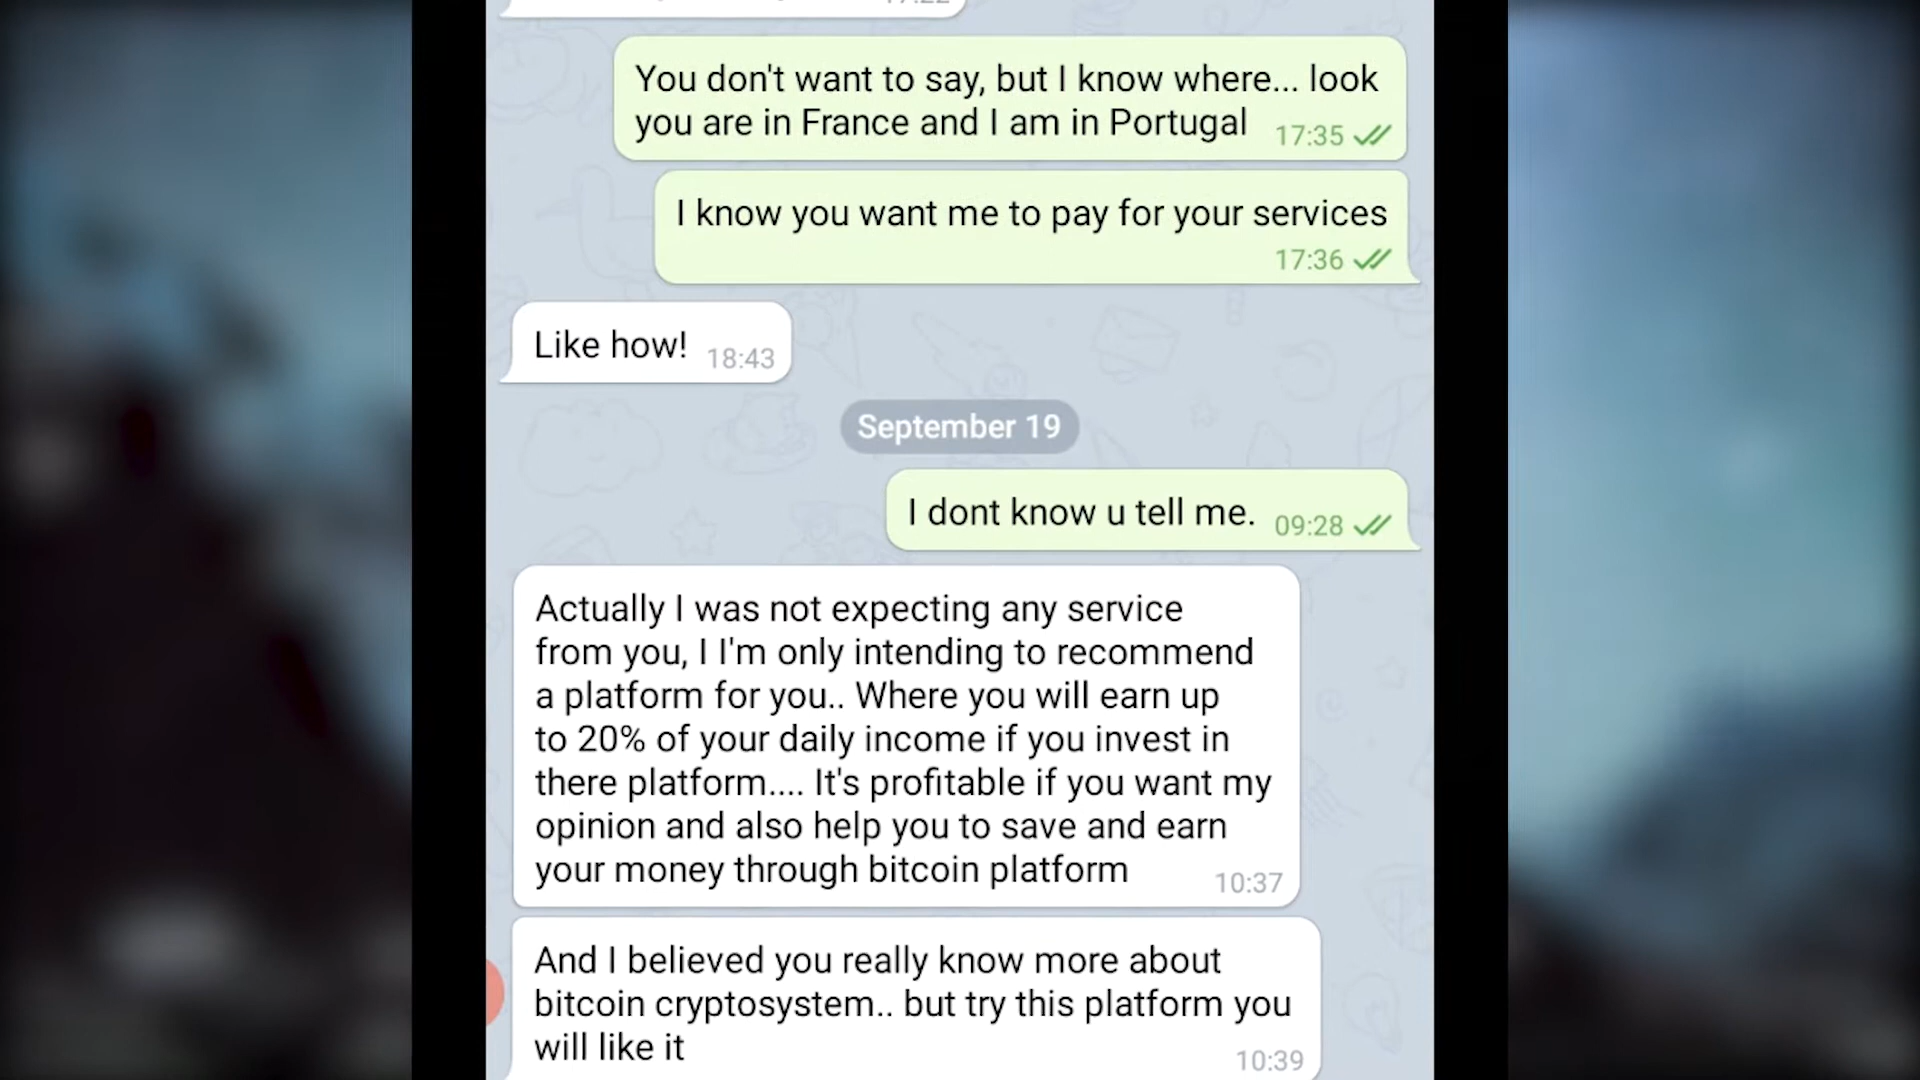 You don't want to say, but I know where... look
you are in France and I am in Portugal 17:35
I know you want me to pay for your services
17:36
Like how! 18:43
September 19
I dont know u tell me. 09:28
Actually I was not expecting any service
from you, I I'm only intending to recommend
a platform for you.. Where you will earn up
to 20% of your daily income if you invest in
there platform.... It's profitable if you want my
opinion and also help you to save and earn
your money through bitcoin platform 10:37
And I believed you really know more about
bitcoin cryptosystem.. but try this platform you
will like it 10:39